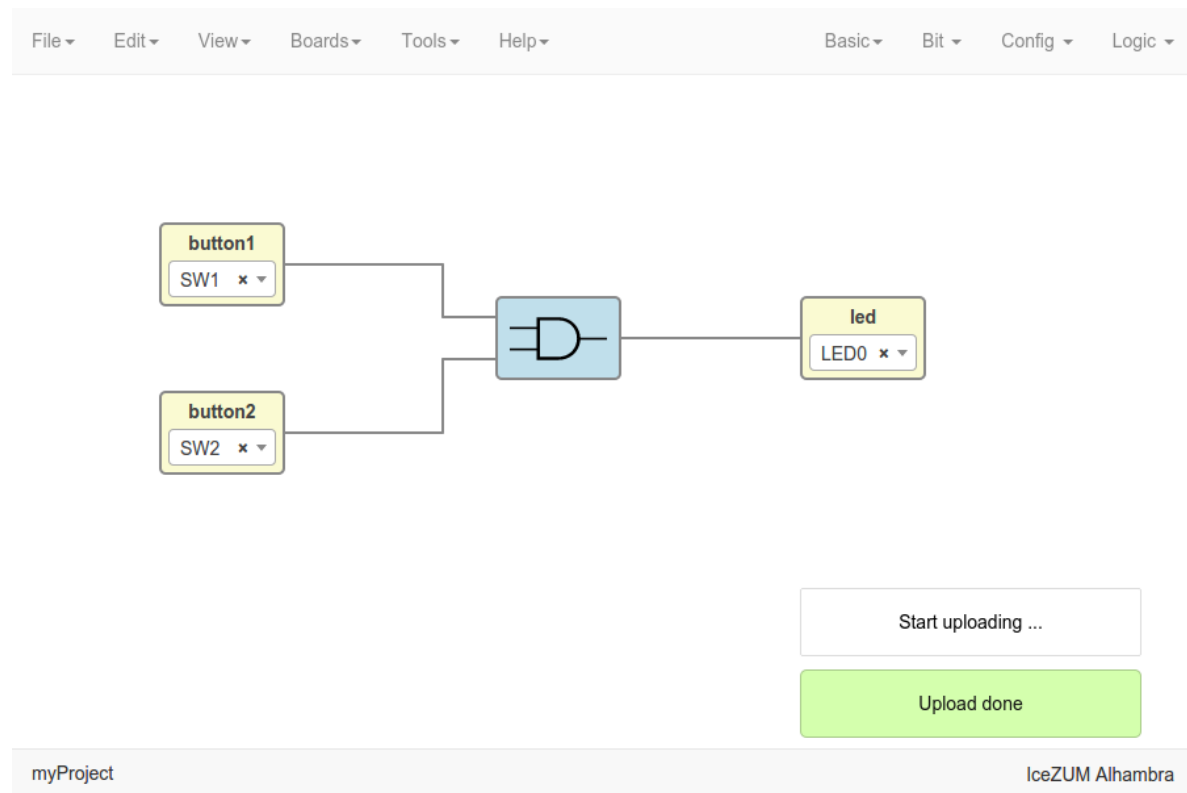 File Edit View Boards Tools Help Basic Bit Config Logic
button1
SW1 ×
button2
SW2 ×
led
LED0 ×
Start uploading ...
Upload done
myProject IceZUM Alhambra